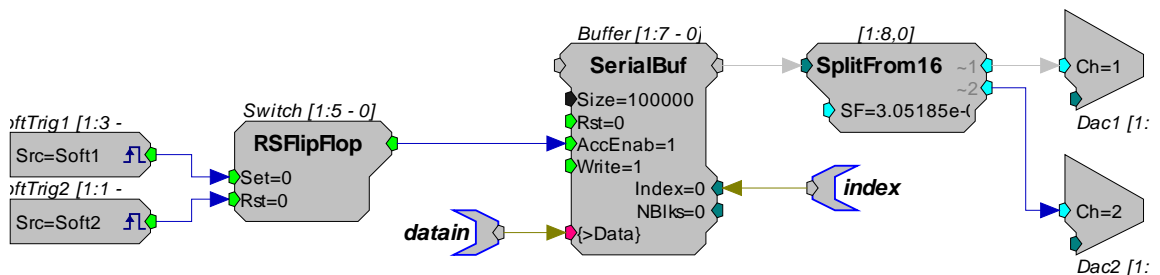 oftTrig1 [1:3 -
Src=Soft1
oftTrig2 [1:1 -
Src=Soft2
Switch [1:5 - 0]
RSFlipFlop
Set=0
Rst=0
Buffer [1:7 - 0]
SerialBuf
Size=100000
Rst=0
AccEnab=1
Write=1
Index=0
NBlks=0
{>Data}
datain
index
[1:8,0]
SplitFrom16
~1
~2
SF=3.05185e-(
Ch=1
Dac1 [1:
Ch=2
Dac2 [1: